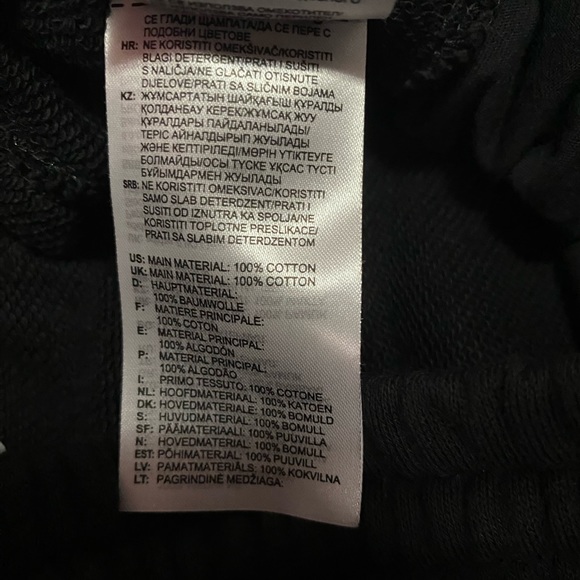 СЕ ГЛАДИ ЩАМПАТА/ДА СЕ ПЕРЕ С
ПОДОБНИ ЦВЕТОВЕ
HR: NE KORISTITI OMEKŠIVAČ/KORISTITI
BLAGI DETERGENT/PRATI I SUŠITI
S NALIČJA/NE GLAČATI OTISNUTE
DIJELOVE/PRATI SA SLIČNIM BOJAMA
KZ: ЖҰМСАРТАТЫН ШАЙҚАҒЫШ ҚҰРАЛДЫ
ҚОЛДАНБАУ КЕРЕК/ЖҰМСАҚ ЖУУ
ҚҰРАЛДАРЫ ПАЙДАЛАНЫЛАДЫ/
ТЕРІС АЙНАЛДЫРЫП ЖУЫЛАДЫ
ЖӘНЕ КЕПТІРІЛЕДІ/МӨРІН ҮТІКТЕУГЕ
БОЛМАЙДЫ/ОСЫ ТҮСКЕ ҰҚСАС ТҮСТІ
БҰЙЫМДАРМЕН ЖУЫЛАДЫ
SRB: NE KORISTITI OMEKSIVAC/KORISTITI
SAMO SLAB DETERDZENT/PRATI I
SUSITI OD IZNUTRA KA SPOLJA/NE
KORISTITI TOPLOTNE PRESLIKACE/
PRATI SA SLABIM DETERDZENTOM
US: MAIN MATERIAL: 100% COTTON
UK: MAIN MATERIAL: 100% COTTON
D: HAUPTMATERIAL:
100% BAUMWOLLE
F: MATIERE PRINCIPALE:
100% COTON
E: MATERIAL PRINCIPAL:
100% ALGODÓN
P: MATERIAL PRINCIPAL:
100% ALGODÃO
I: PRIMO TESSUTO: 100% COTONE
NL: HOOFDMATERIAAL: 100% KATOEN
DK: HOVEDMATERIALE: 100% BOMULD
S: HUVUDMATERIAL: 100% BOMULL
SF: PÄÄMATERIAALI: 100% PUUVILLA
N: HOVEDMATERIAL: 100% BOMULL
EST: PÕHIMATERJAL: 100% PUUVILL
LV: PAMATMATERIĀLS: 100% KOKVILNA
LT: PAGRINDINĖ MEDŽIAGA: